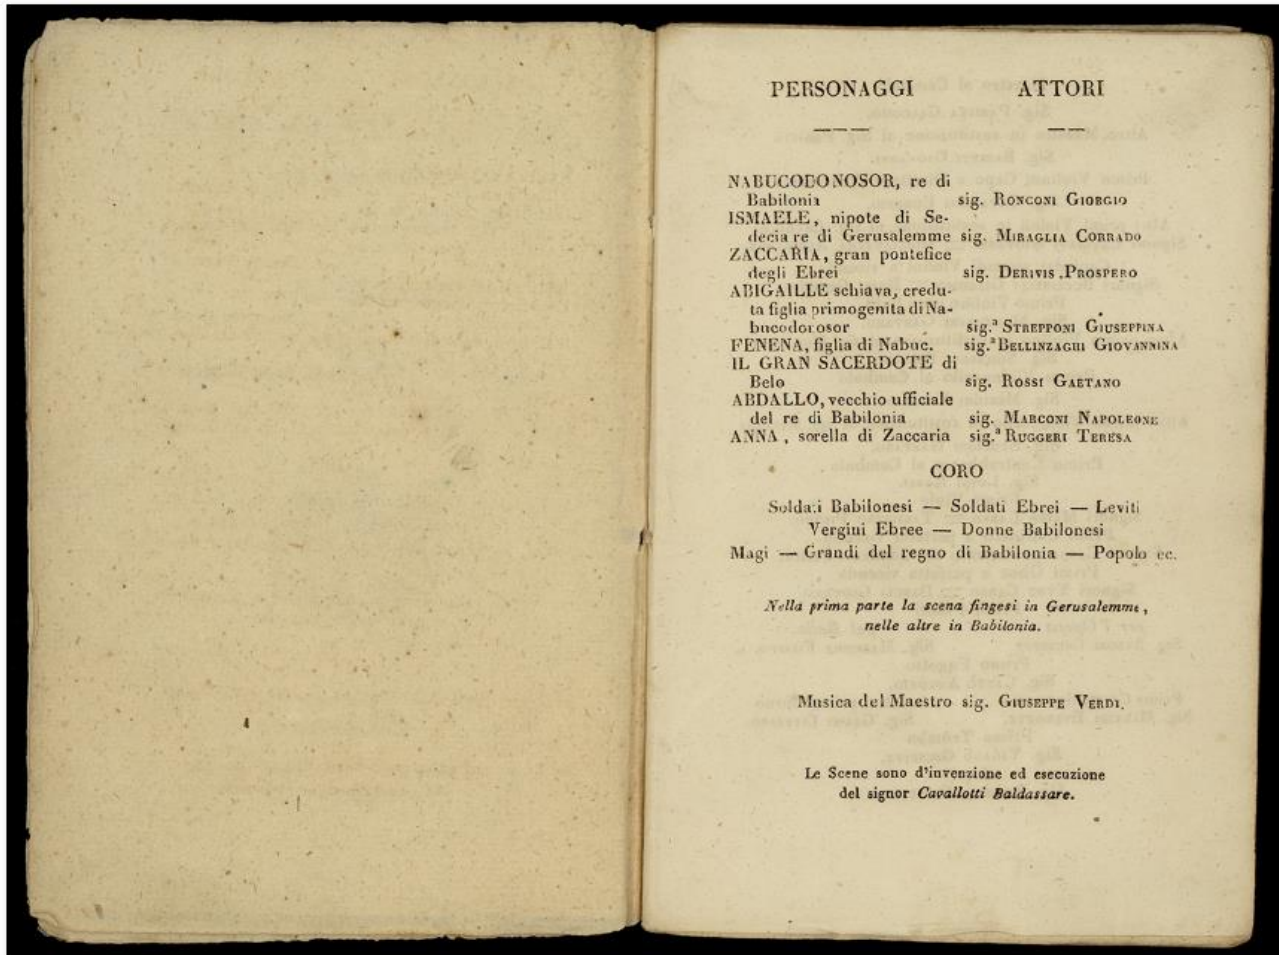 PERSONAGGI ATTORI
NABUCODONOSOR, re di
Babilonia sig. RONCONI GIORGIO
ISMAELE, nipote di Se-
decia re di Gerusalemme sig. MIRAGLIA CORRADO
ZACCARIA, gran pontefice
degli Ebrei sig. DERIVIS PROSPERO
ABIGAILLE schiava, credu-
ta figlia primogenita di Na-
bucodorosor sig.ª STREPPONI GIUSEPPINA
FENENA, figlia di Nabuc. sig.ª BELLINZAGHI GIOVANNINA
IL GRAN SACERDOTE di
Belo sig. ROSSI GAETANO
ABDALLO, vecchio ufficiale
del re di Babilonia sig. MARCONI NAPOLEONE
ANNA, sorella di Zaccaria sig.ª RUGGERI TERESA
CORO
Soldati Babilonesi — Soldati Ebrei — Leviti
Vergini Ebree — Donne Babilonesi
Magi — Grandi del regno di Babilonia — Popolo ec.
Nella prima parte la scena fingesi in Gerusalemme,
nelle altre in Babilonia.
Musica del Maestro sig. GIUSEPPE VERDI.
Le Scene sono d'invenzione ed esecuzione
del signor Cavallotti Baldassare.